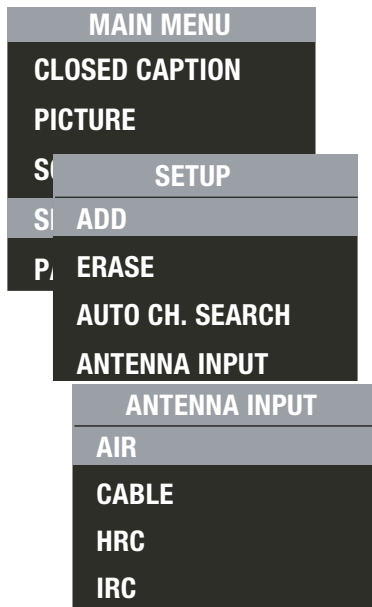 MAIN MENU
CLOSED CAPTION
PICTURE
SETUP
ADD
ERASE
AUTO CH. SEARCH
ANTENNA INPUT
ANTENNA INPUT
AIR
CABLE
HRC
IRC